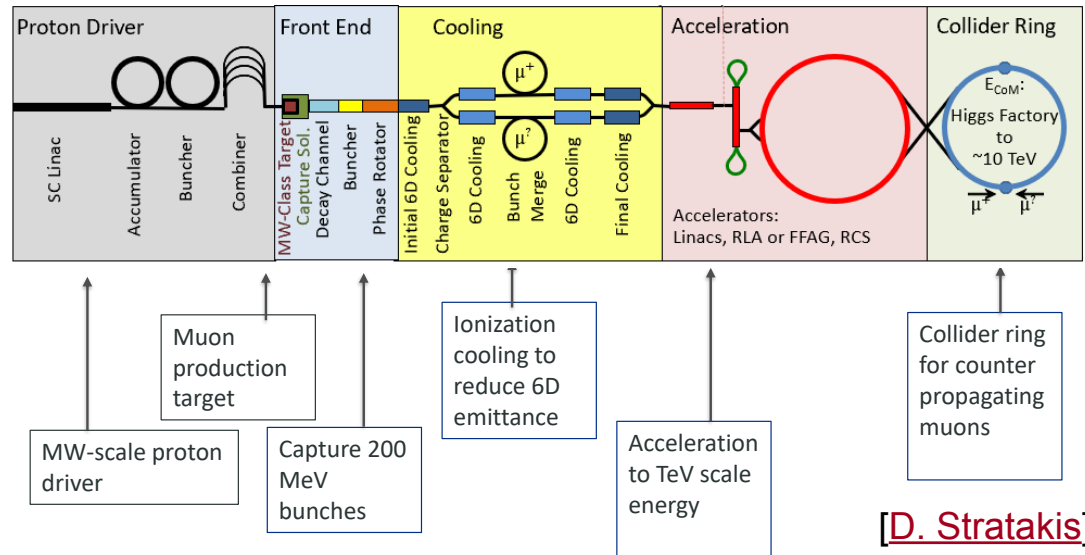 Proton Driver
Front End
Cooling
Acceleration
Collider Ring
SC Linac
Accumulator
Buncher
Combiner
MW-Class Target
Capture Sol.
Decay Channel
Buncher
Phase Rotator
Initial 6D Cooling
Charge Separator
6D Cooling
μ+
μ?
Bunch
Merge
6D Cooling
Final Cooling
Accelerators:
Linacs, RLA or FFAG, RCS
ECoM:
Higgs Factory
to
~10 TeV
μ+ μ?
MW-scale proton
driver
Muon
production
target
Capture 200
MeV
bunches
Ionization
cooling to
reduce 6D
emittance
Acceleration
to TeV scale
energy
Collider ring
for counter
propagating
muons
[D. Stratakis]